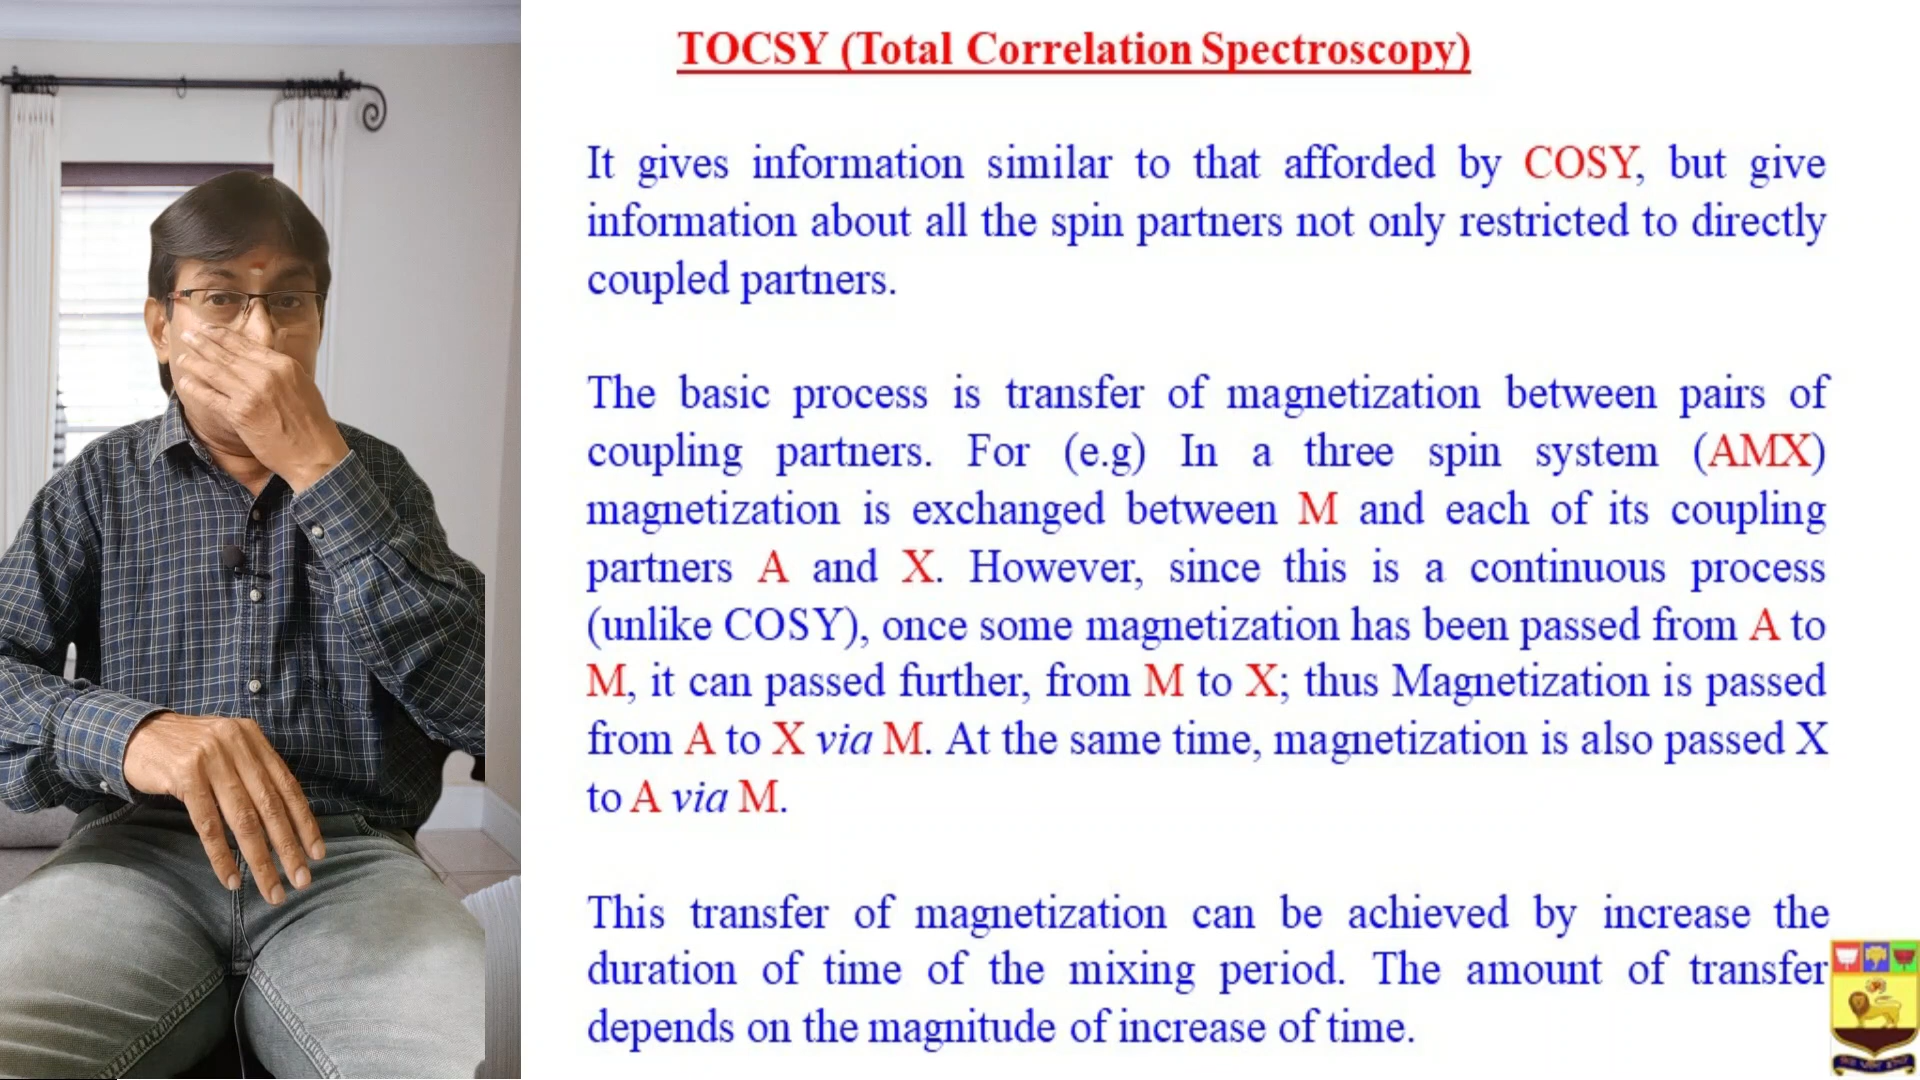 TOCSY (Total Correlation Spectroscopy)
It gives information similar to that afforded by COSY, but give
information about all the spin partners not only restricted to directly
coupled partners.
The basic process is transfer of magnetization between pairs of
coupling partners. For (e.g) In a three spin system (AMX)
magnetization is exchanged between M and each of its coupling
partners A and X. However, since this is a continuous process
(unlike COSY), once some magnetization has been passed from A to
M, it can passed further, from M to X; thus Magnetization is passed
from A to X via M. At the same time, magnetization is also passed X
to A via M.
This transfer of magnetization can be achieved by increase the
duration of time of the mixing period. The amount of transfer
depends on the magnitude of increase of time.